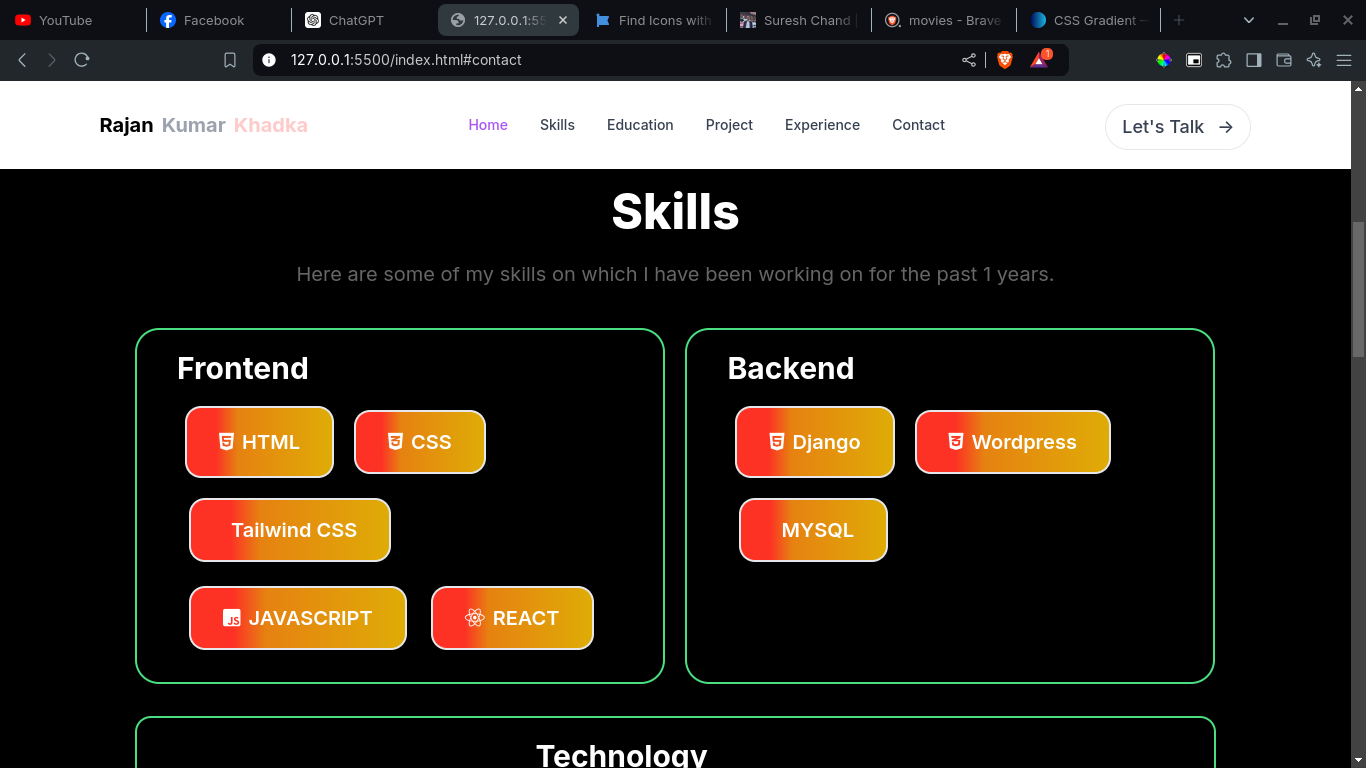 YouTube Facebook ChatGPT 127.0.0.1:55 Find Icons with Suresh Chand movies - Brave CSS Gradient –
127.0.0.1:5500/index.html#contact 1
Rajan Kumar Khadka Home Skills Education Project Experience Contact Let's Talk →
Skills
Here are some of my skills on which I have been working on for the past 1 years.
Frontend Backend
HTML CSS Django Wordpress
Tailwind CSS MYSQL
JS JAVASCRIPT REACT
Technology